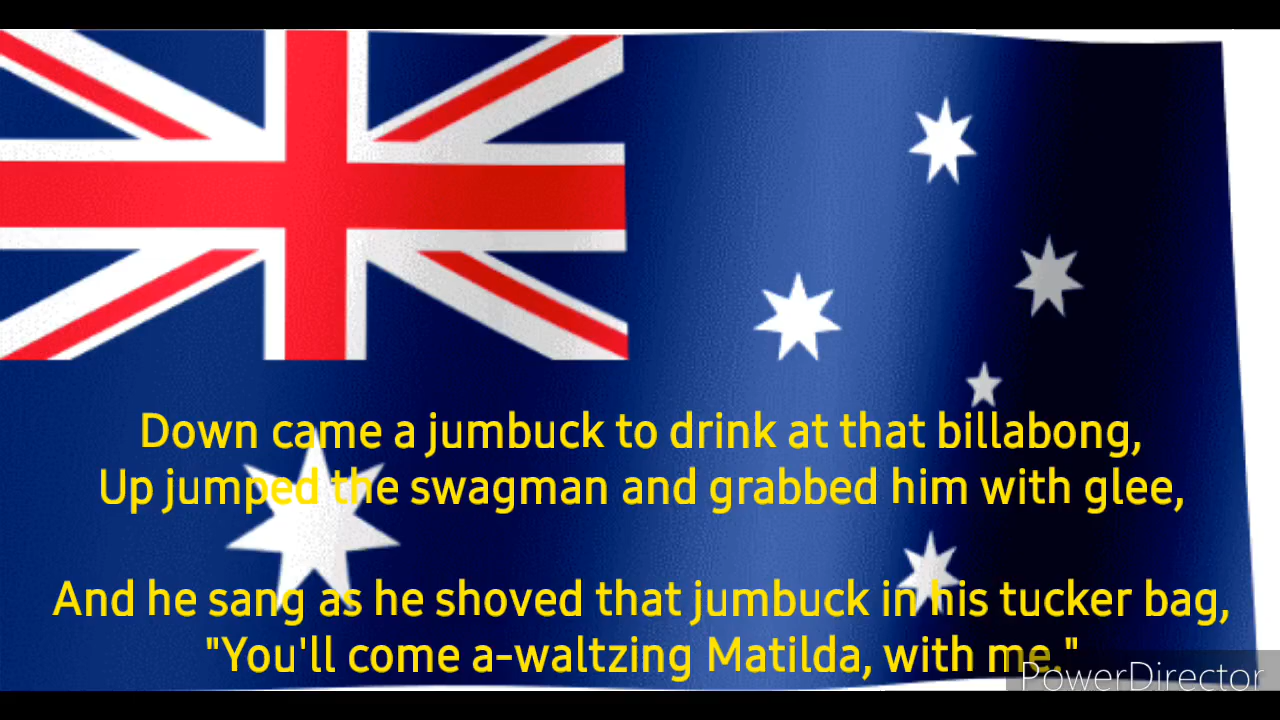 Down came a jumbuck to drink at that billabong,
Up jumped the swagman and grabbed him with glee,
And he sang as he shoved that jumbuck in his tucker bag,
"You'll come a-waltzing Matilda, with me."
PowerDirector